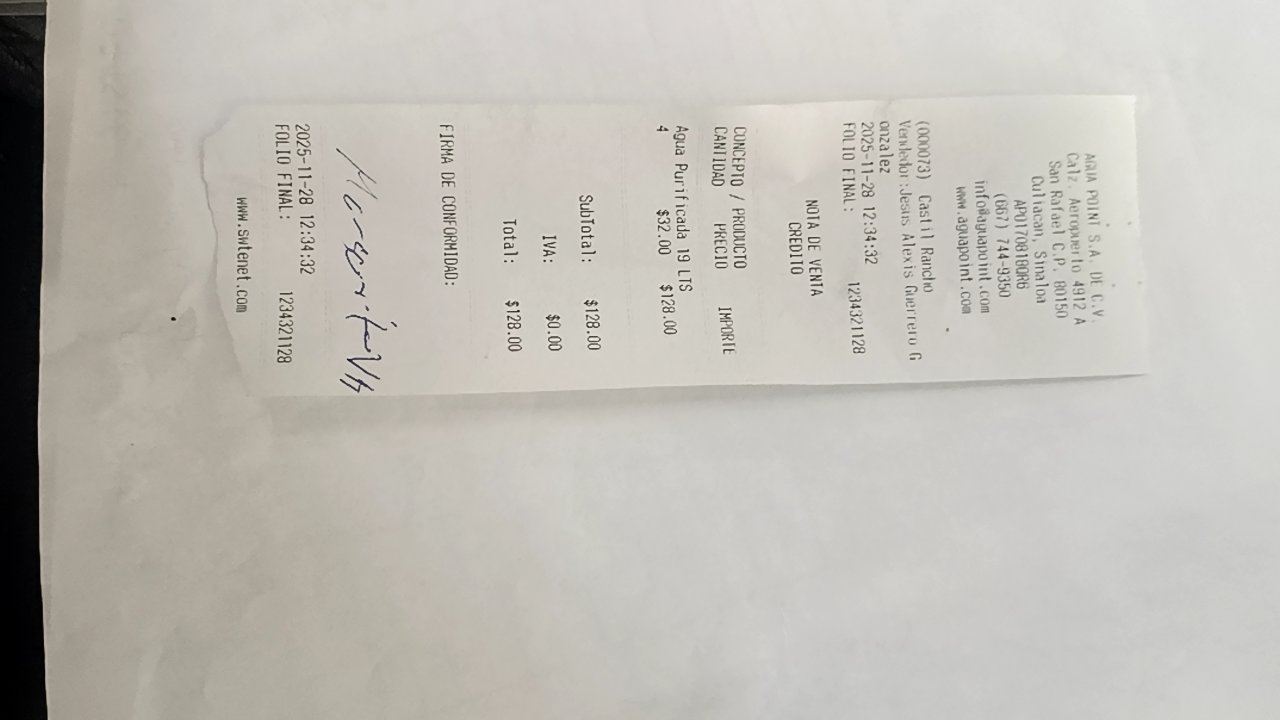 AGUA POINT S.A. DE C.V.
Calz. Aeropuerto 4912 A
San Rafael C.P. 80150
Culiacan, Sinaloa
APO170818QR6
(667) 744-9350
info@aguapoint.com
www.aguapoint.com
(000073) Castil Rancho
Vendedor:Jesus Alexis Guerrero G
onzalez
2025-11-28 12:34:32
FOLIO FINAL: 1234321128
NOTA DE VENTA
CREDITO
CONCEPTO / PRODUCTO
CANTIDAD PRECIO IMPORTE
Agua Purificada 19 LTS
4 $32.00 $128.00
SubTotal: $128.00
IVA: $0.00
Total: $128.00
FIRMA DE CONFORMIDAD:
2025-11-28 12:34:32
FOLIO FINAL: 1234321128
www.swtenet.com